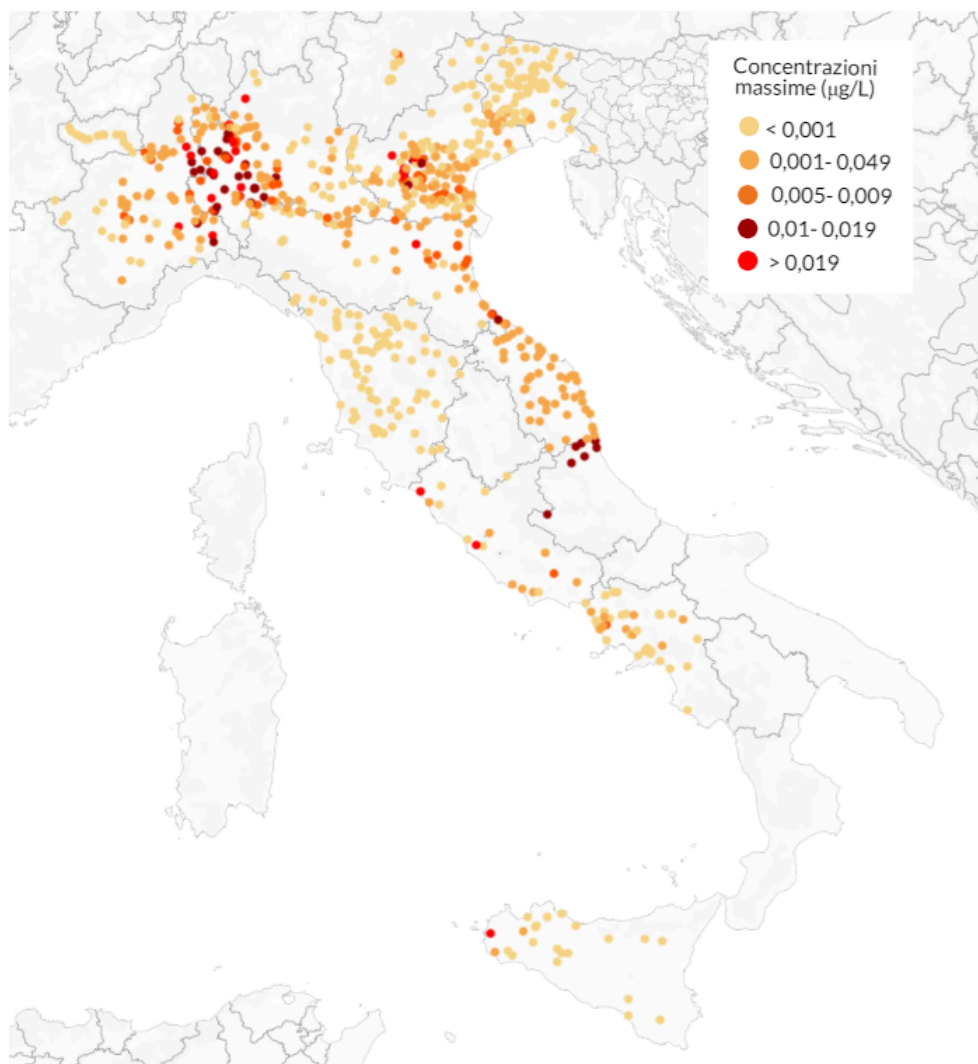 Concentrazioni
massime (µg/L)
< 0,001
0,001- 0,049
0,005- 0,009
0,01- 0,019
> 0,019